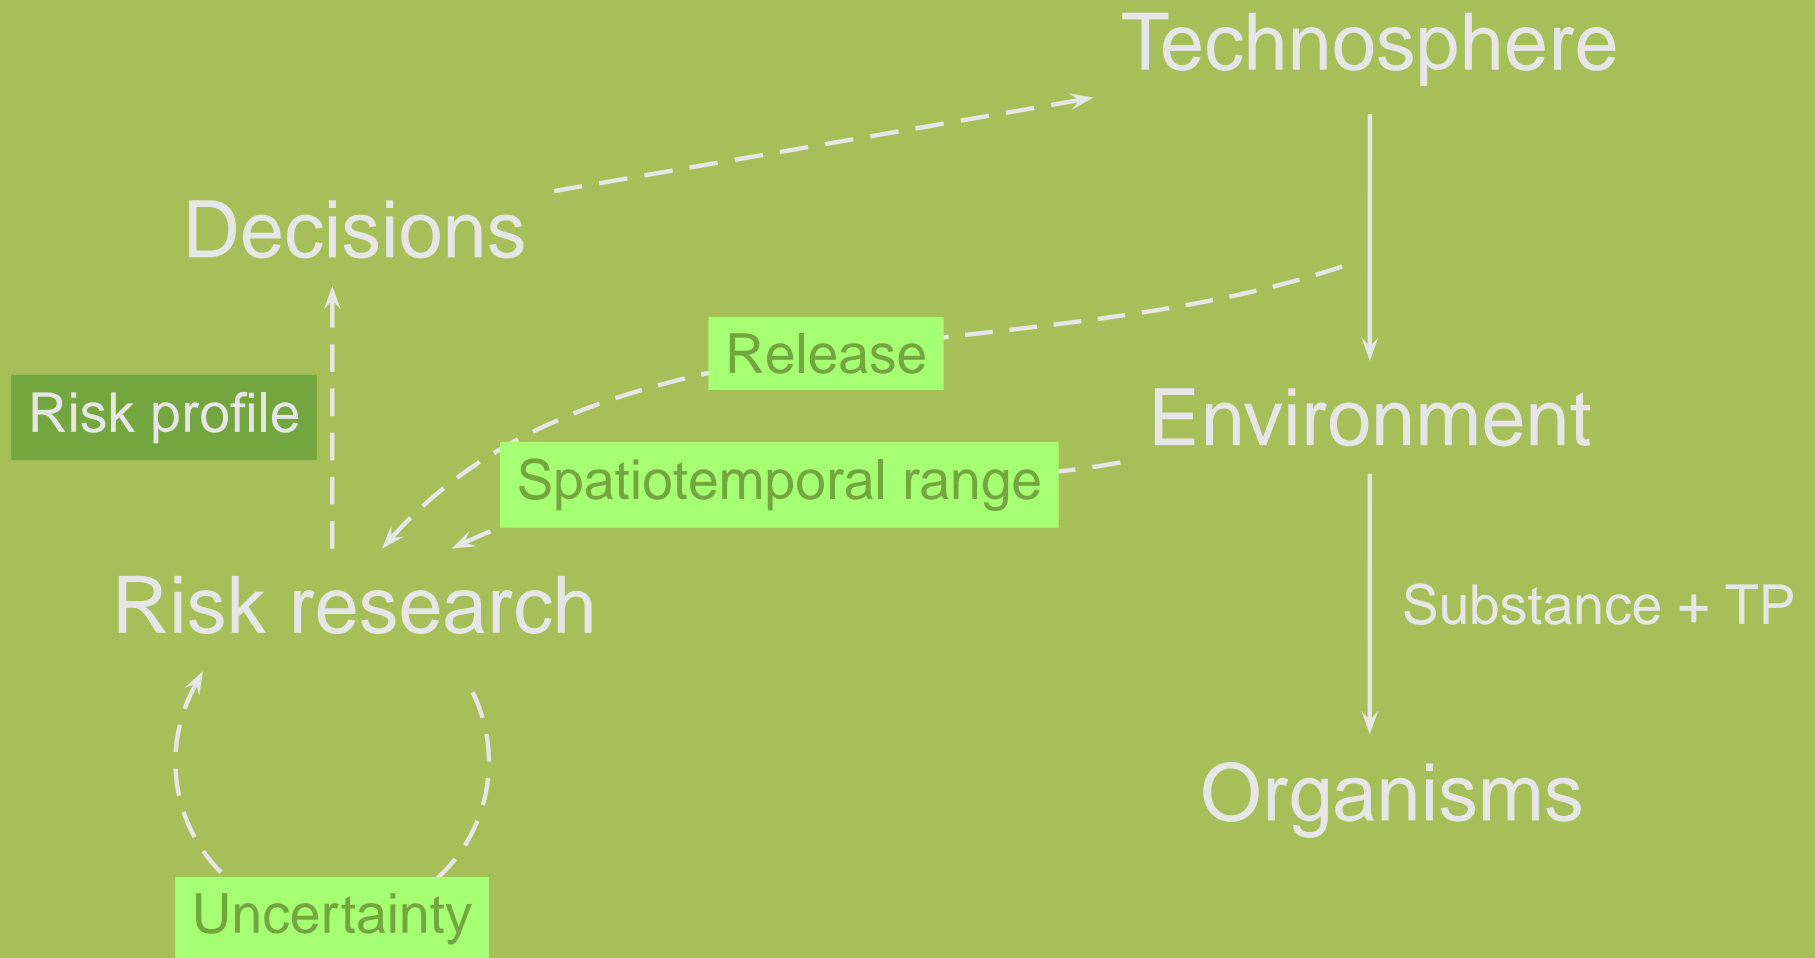 Technosphere
Decisions
Release
Risk profile
Environment
Spatiotemporal range
Risk research
Substance + TP
Organisms
Uncertainty